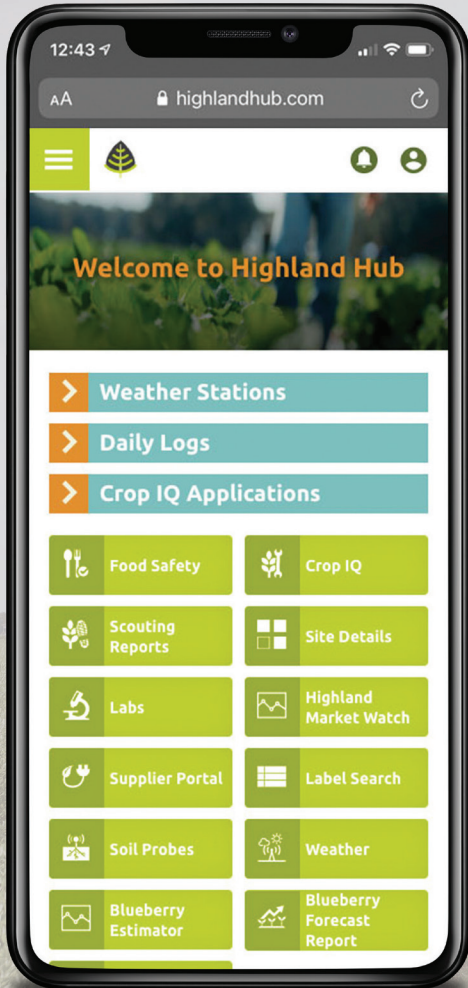 12:43
AA highlandhub.com
Welcome to Highland Hub
Weather Stations
Daily Logs
Crop IQ Applications
Food Safety
Crop IQ
Scouting
Reports
Site Details
Labs
Highland
Market Watch
Supplier Portal
Label Search
Soil Probes
Weather
Blueberry
Estimator
Blueberry
Forecast
Report